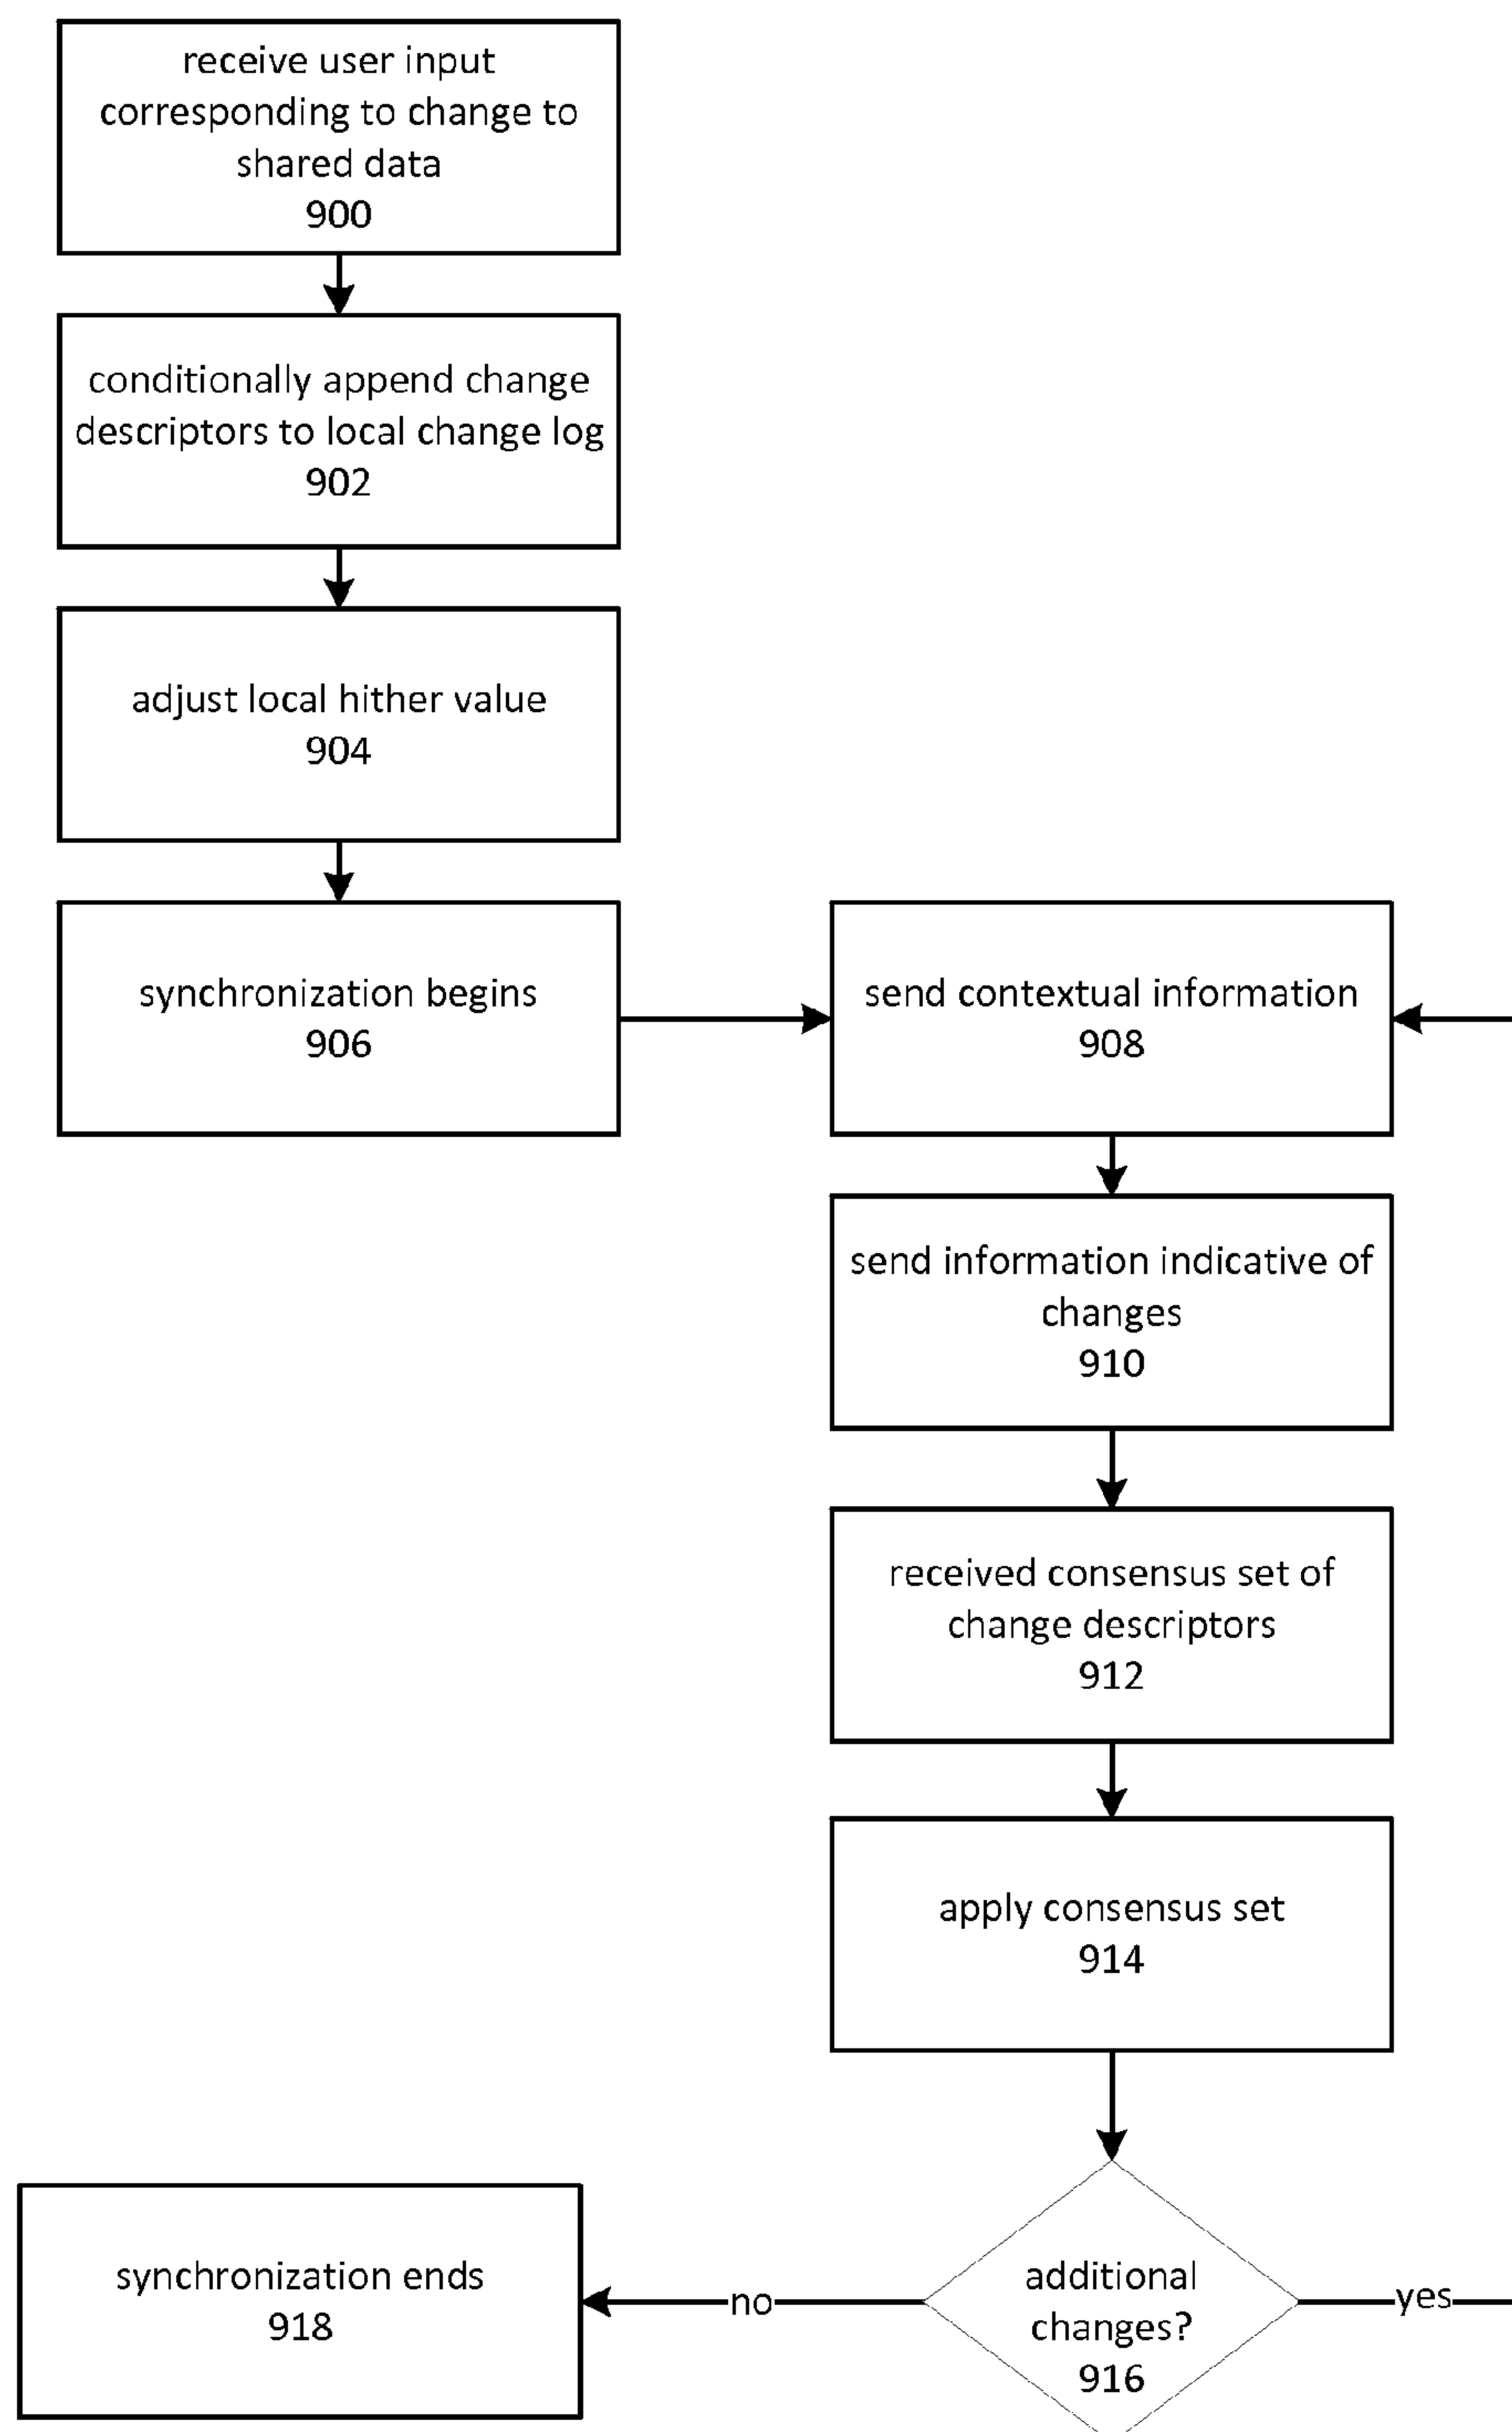 receive user input
corresponding to change to
shared data
900
conditionally append change
descriptors to local change log
902
adjust local hither value
904
synchronization begins
906
send contextual information
908
send information indicative of
changes
910
received consensus set of
change descriptors
912
apply consensus set
914
additional
changes?
916
yes
no
synchronization ends
918